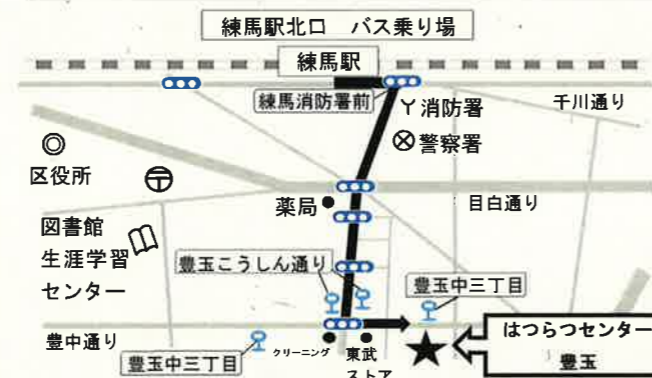 練馬駅北口 バス乗り場
練馬駅
練馬消防署前
消防署
千川通り
警察署
区役所
薬局
目白通り
図書館
生涯学習
センター
豊玉こうしん通り
豊玉中三丁目
豊中通り
豊玉中三丁目
クリーニング
東武
ストア
はつらつセンター
豊玉